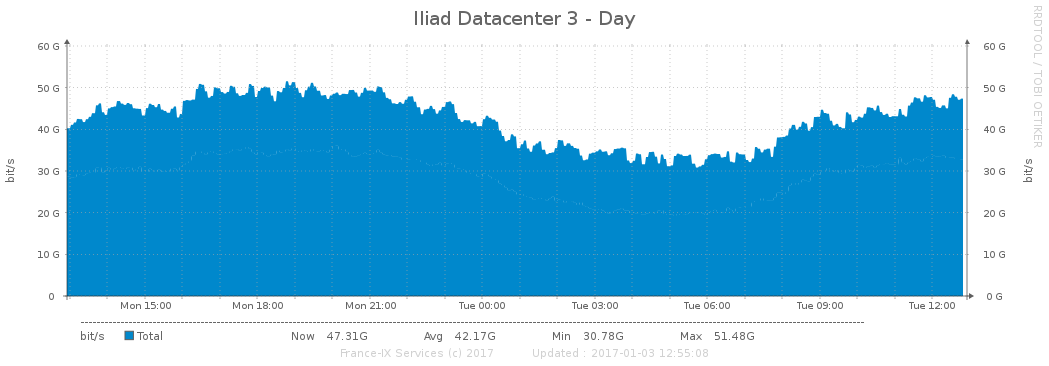 Iliad Datacenter 3 - Day
RRDTOOL / TOBI OETIKER
60 G 60 G
50 G 50 G
40 G 40 G
30 G 30 G
20 G 20 G
10 G 10 G
0 0 G
bit/s bit/s
Mon 15:00 Mon 18:00 Mon 21:00 Tue 00:00 Tue 03:00 Tue 06:00 Tue 09:00 Tue 12:00
bit/s Total Now 47.31G Avg 42.17G Min 30.78G Max 51.48G
France-IX Services (c) 2017 Updated : 2017-01-03 12:55:08